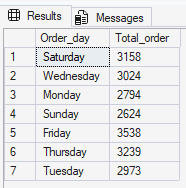 Results Messages
Order_day Total_order
1 Saturday 3158
2 Wednesday 3024
3 Monday 2794
4 Sunday 2624
5 Friday 3538
6 Thursday 3239
7 Tuesday 2973